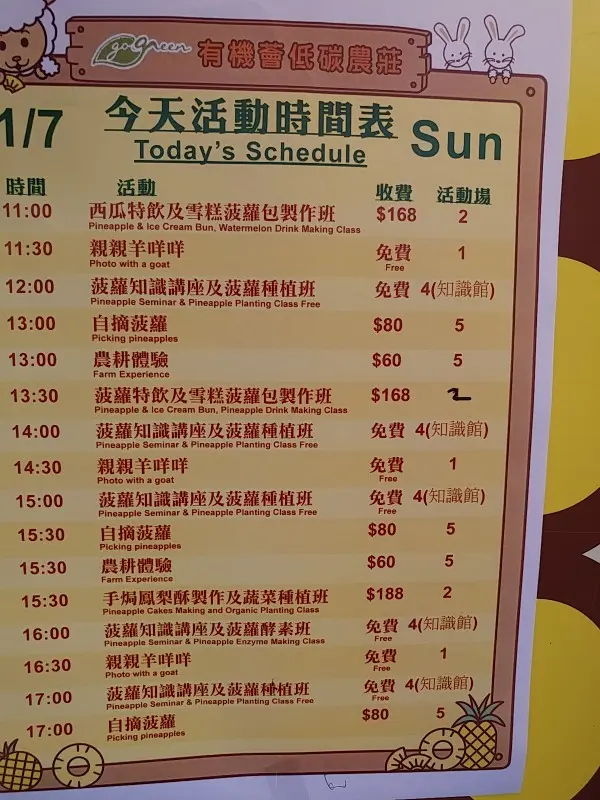 gogreen 有機薈低碳農莊
1/7 今天活動時間表 Sun
Today's Schedule
時間 活動 收費 活動場
11:00 西瓜特飲及雪糕菠蘿包製作班 $168 2
Pineapple & Ice Cream Bun, Watermelon Drink Making Class
11:30 親親羊咩咩 免費 1
Photo with a goat Free
12:00 菠蘿知識講座及菠蘿種植班 免費 4(知識館)
Pineapple Seminar & Pineapple Planting Class Free
13:00 自摘菠蘿 $80 5
Picking pineapples
13:00 農耕體驗 $60 5
Farm Experience
13:30 菠蘿特飲及雪糕菠蘿包製作班 $168 2
Pineapple & Ice Cream Bun, Pineapple Drink Making Class
14:00 菠蘿知識講座及菠蘿種植班 免費 4(知識館)
Pineapple Seminar & Pineapple Planting Class Free
14:30 親親羊咩咩 免費 1
Photo with a goat Free
15:00 菠蘿知識講座及菠蘿種植班 免費 4(知識館)
Pineapple Seminar & Pineapple Planting Class Free Free
15:30 自摘菠蘿 $80 5
Picking pineapples
15:30 農耕體驗 $60 5
Farm Experience
15:30 手焗鳳梨酥製作及蔬菜種植班 $188 2
Pineapple Cakes Making and Organic Planting Class
16:00 菠蘿知識講座及菠蘿酵素班 免費 4(知識館)
Pineapple Seminar & Pineapple Enzyme Making Class Free
16:30 親親羊咩咩 免費 1
Photo with a goat Free
17:00 菠蘿知識講座及菠蘿種植班 免費 4(知識館)
Pineapple Seminar & Pineapple Planting Class Free Free
17:00 自摘菠蘿 $80 5
Picking pineapples